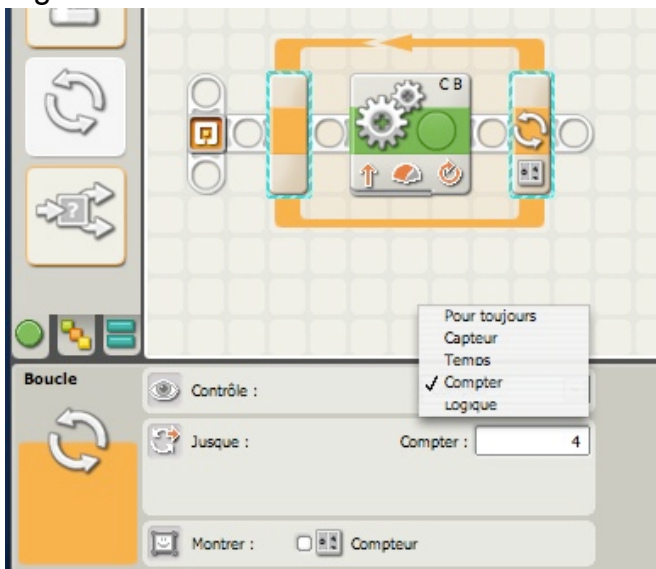 C B
Pour toujours
Capteur
Temps
Compter
Logique
Boucle
Contrôle :
Jusque :
Compter :
4
Montrer :
Compteur